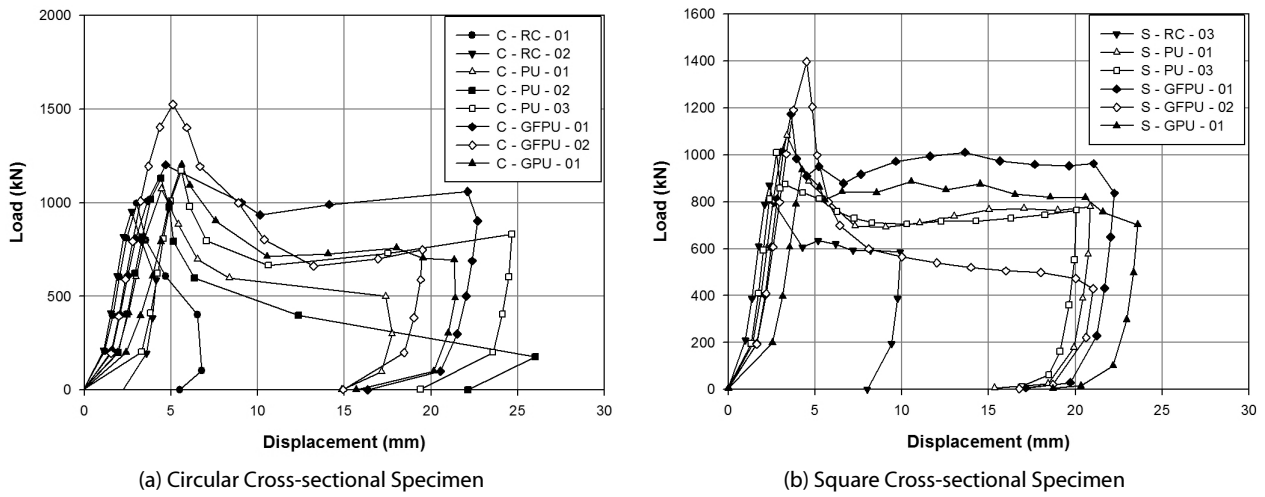 (a)
2000
1500
1000
500
0
Load (kN)
0 5 10 15 20 25 30
Displacement (mm)
C - RC - 01
C - RC - 02
C - PU - 01
C - PU - 02
C - PU - 03
C - GFPU - 01
C - GFPU - 02
C - GPU - 01
(a) Circular Cross-sectional Specimen
(b)
1600
1400
1200
1000
800
600
400
200
0
Load (kN)
0 5 10 15 20 25 30
Displacement (mm)
S - RC - 03
S - PU - 01
S - PU - 03
S - GFPU - 01
S - GFPU - 02
S - GPU - 01
(b) Square Cross-sectional Specimen